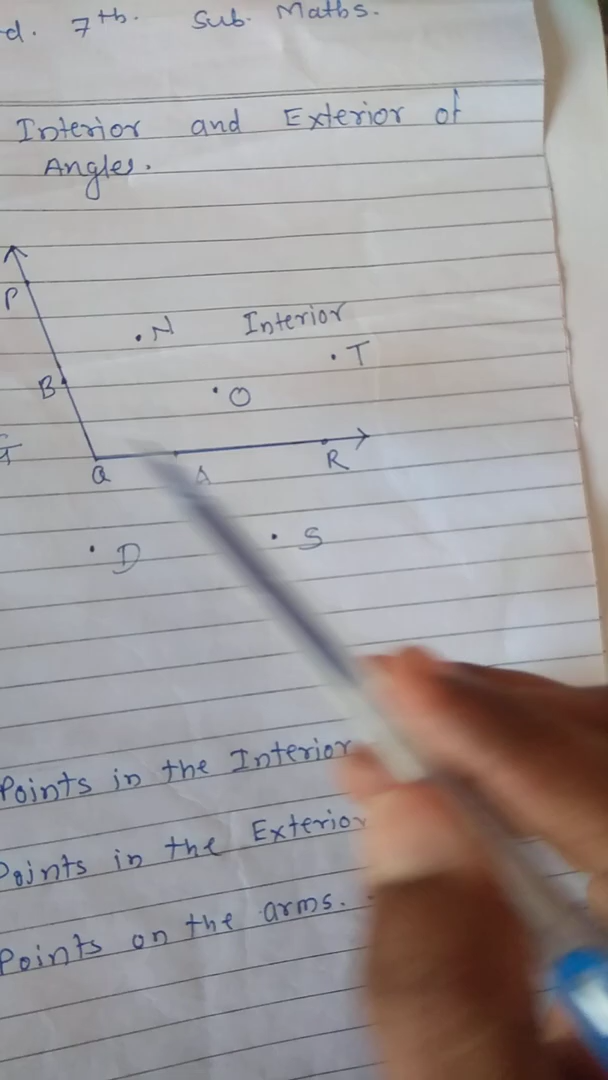 d. 7th. Sub. Maths.
Interior and Exterior of
Angles.
P
.N Interior
.T
B
.O
Q A R
.D .S
Points in the Interior
Points in the Exterior
Points on the arms.